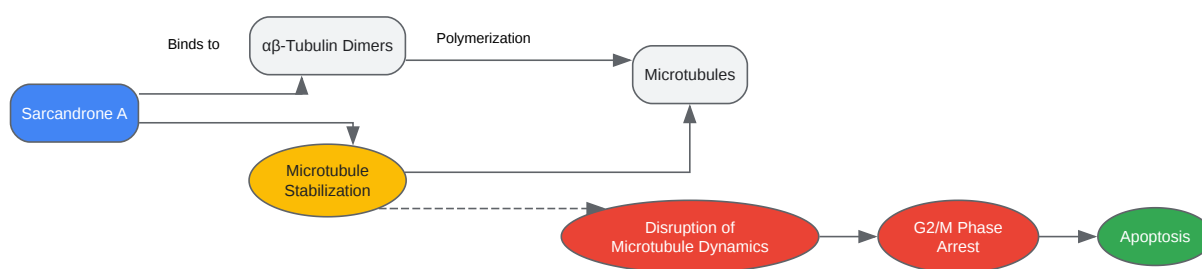 Binds to
αβ-Tubulin Dimers
Polymerization
Microtubules
Sarcandrone A
Microtubule
Stabilization
Disruption of
Microtubule Dynamics
G2/M Phase
Arrest
Apoptosis